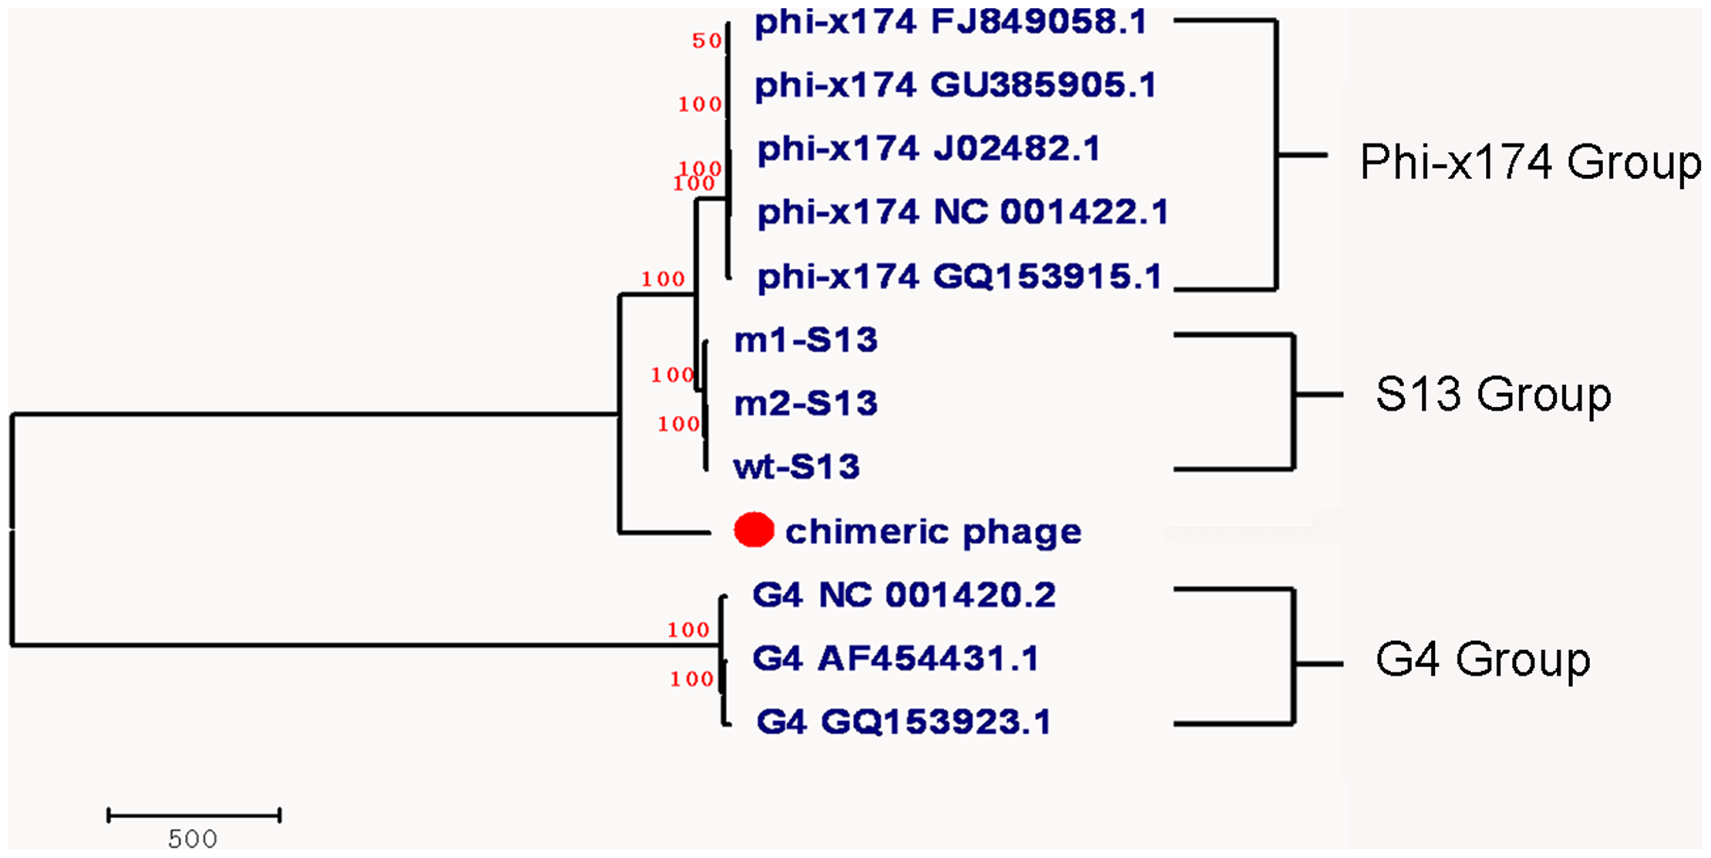 phi-x174 FJ849058.1
50
phi-x174 GU385905.1
100
phi-x174 J02482.1
Phi-x174 Group
100
100
phi-x174 NC 001422.1
phi-x174 GQ153915.1
100
m1-S13
100
S13 Group
m2-S13
100
wt-S13
chimeric phage
G4 NC 001420.2
100
G4 AF454431.1
G4 Group
100
G4 GQ153923.1
500